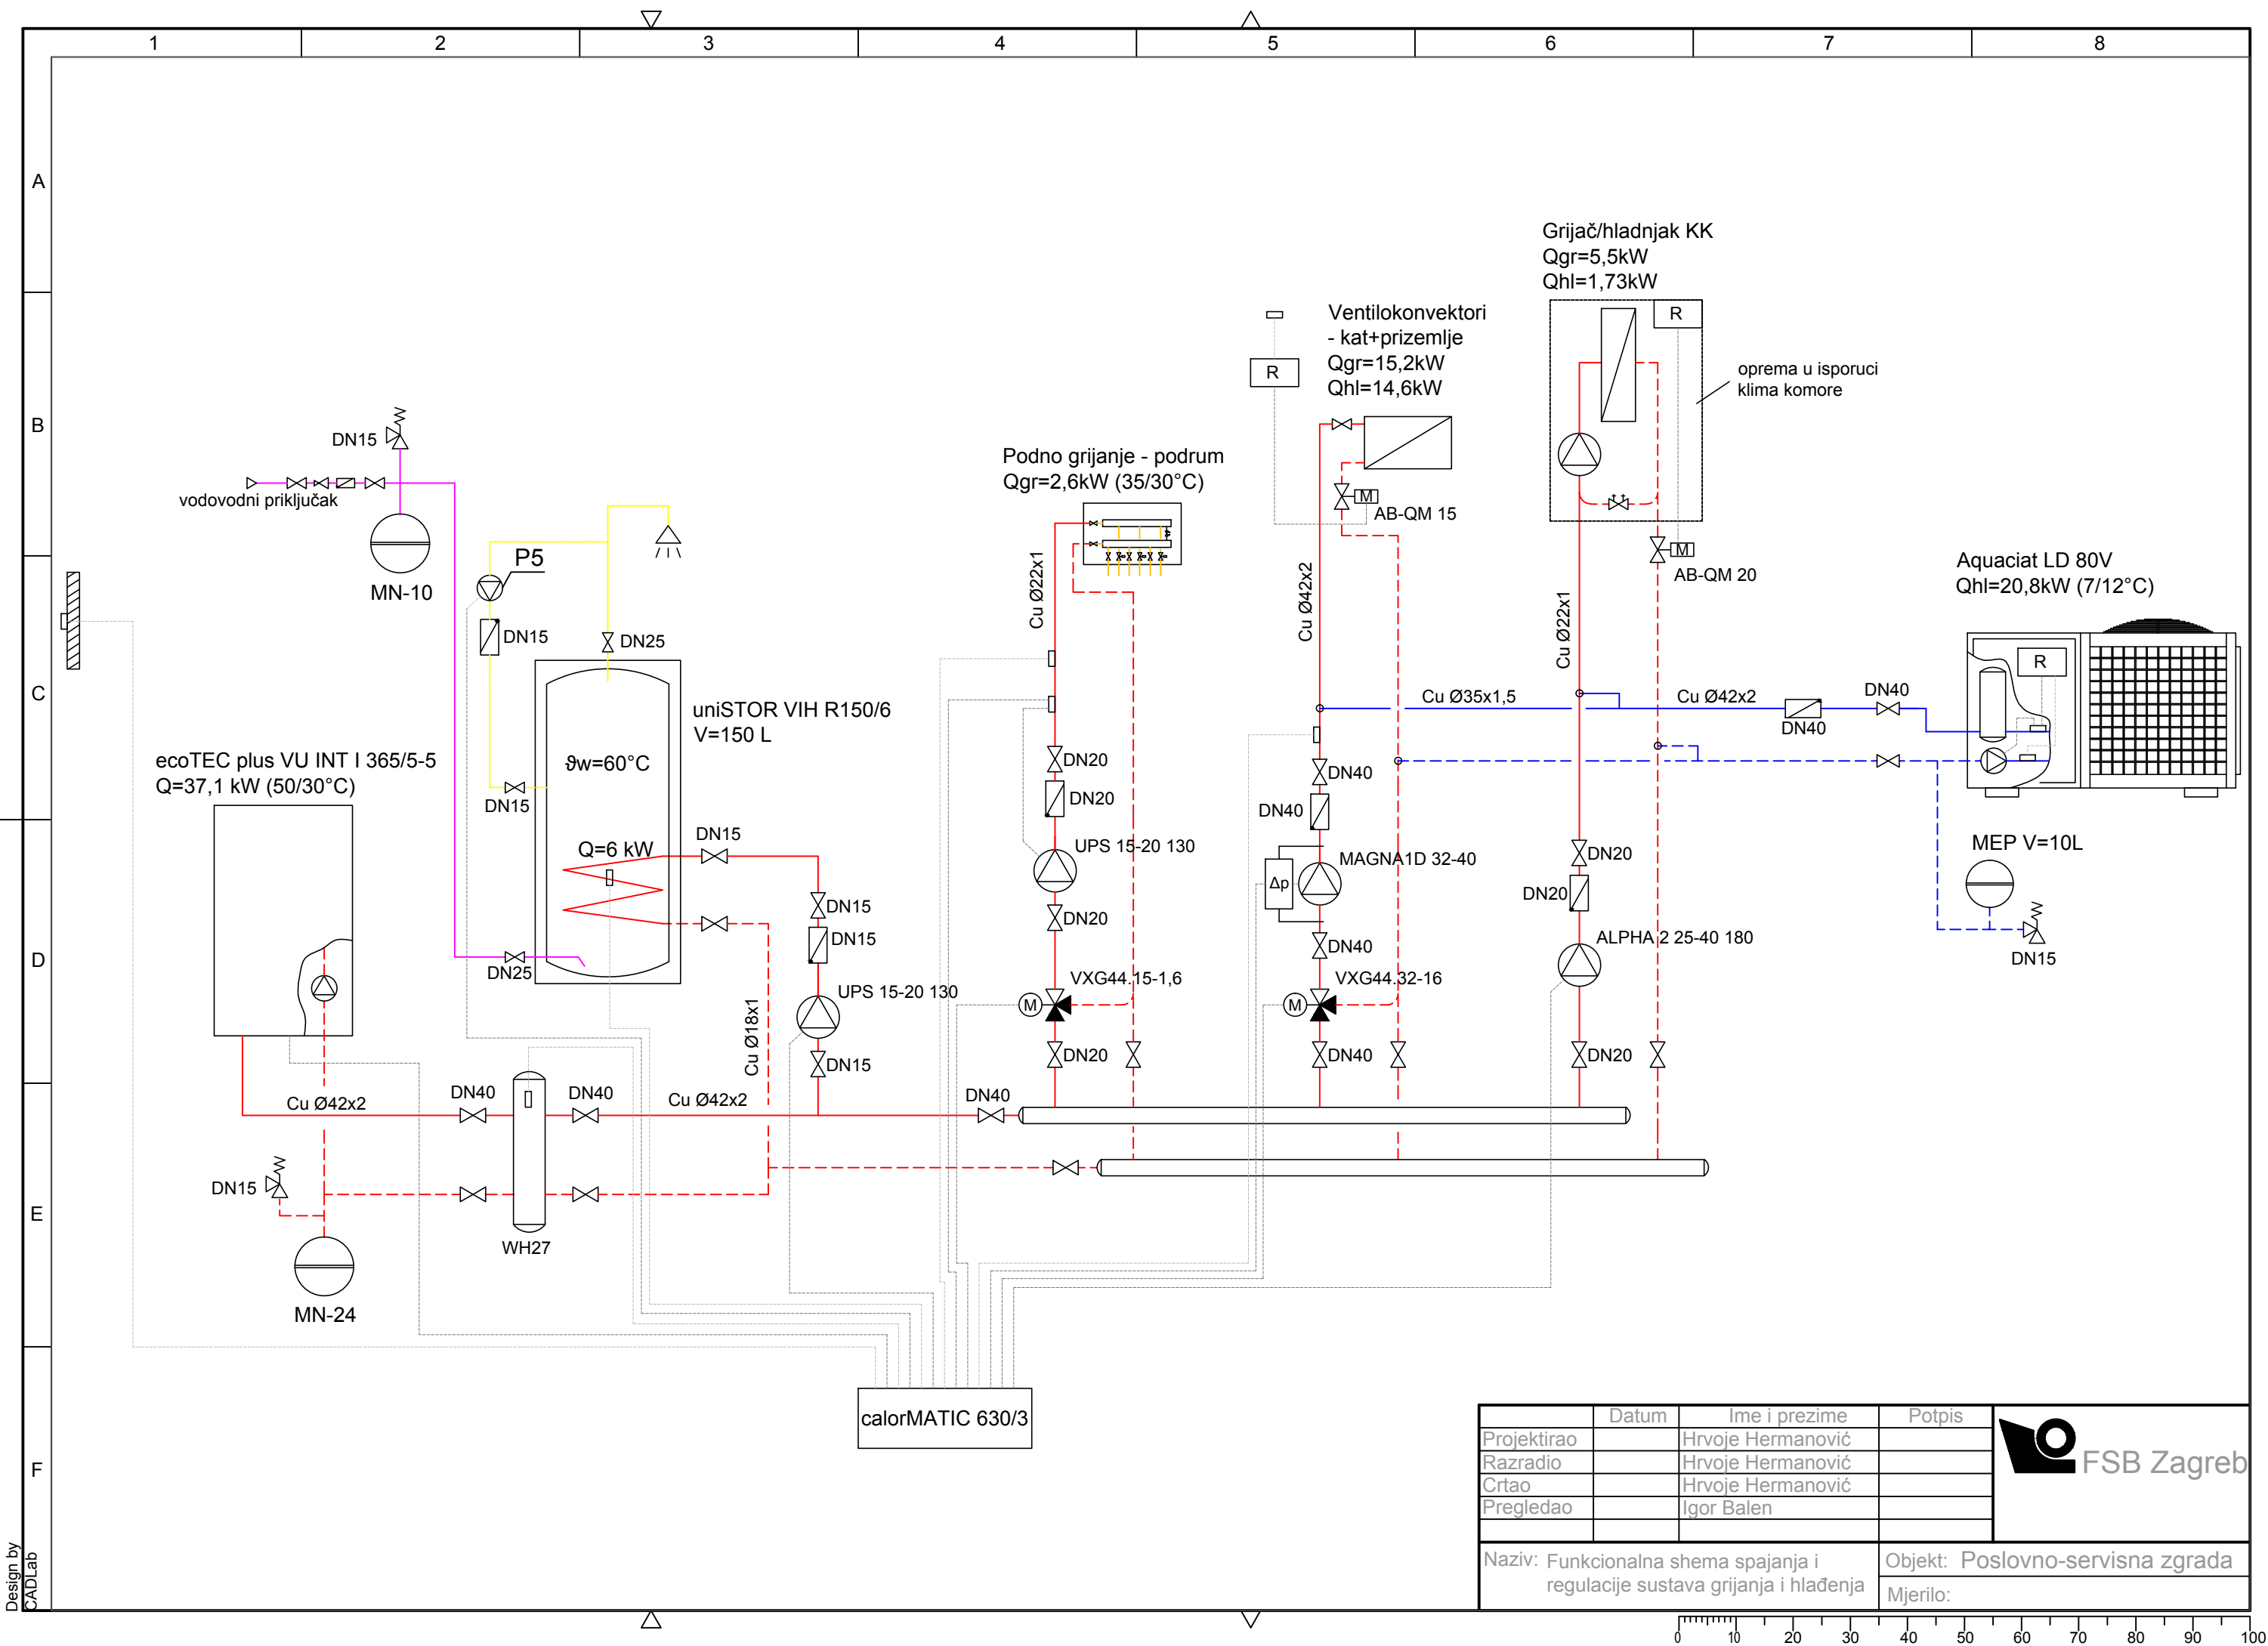 1 2 3 4 5 6 7 8
A
B
C
D
E
F
Grijač/hladnjak KK
Qgr=5,5kW
Qhl=1,73kW
R
oprema u isporuci
klima komore
Ventilokonvektori
- kat+prizemlje
Qgr=15,2kW
Qhl=14,6kW
R
M
AB-QM 15
M
AB-QM 20
Podno grijanje - podrum
Qgr=2,6kW (35/30°C)
DN15
vodovodni priključak
MN-10
P5
DN15
DN25
DN15
uniSTOR VIH R150/6
V=150 L
ϑw=60°C
Q=6 kW
DN25
ecoTEC plus VU INT I 365/5-5
Q=37,1 kW (50/30°C)
DN15
DN15
DN15
UPS 15-20 130
DN15
Cu Ø18x1
Cu Ø22x1
DN20
DN20
UPS 15-20 130
DN20
VXG44.15-1,6
M
DN20
Cu Ø42x2
DN40
DN40
Δp
MAGNA1D 32-40
DN40
VXG44.32-16
M
DN40
Cu Ø22x1
DN20
DN20
ALPHA 2 25-40 180
DN20
Cu Ø35x1,5
Cu Ø42x2
DN40
DN40
Aquaciat LD 80V
Qhl=20,8kW (7/12°C)
R
MEP V=10L
DN15
Cu Ø42x2
DN40
DN40
Cu Ø42x2
DN40
DN15
WH27
MN-24
calorMATIC 630/3
Datum Ime i prezime Potpis
Projektirao Hrvoje Hermanović
Razradio Hrvoje Hermanović
Crtao Hrvoje Hermanović
Pregledao Igor Balen
FSB Zagreb
Naziv: Funkcionalna shema spajanja i
regulacije sustava grijanja i hlađenja
Objekt: Poslovno-servisna zgrada
Mjerilo:
Design by
CADLab
0 10 20 30 40 50 60 70 80 90 100